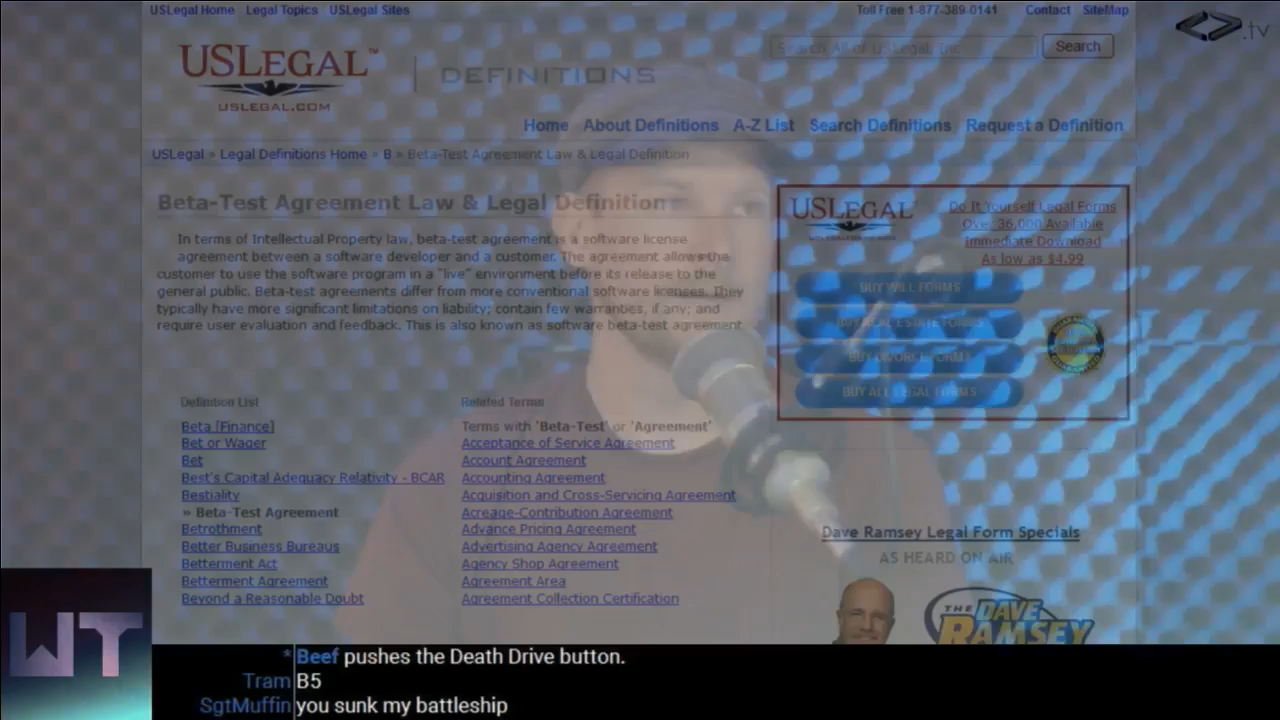 USLegal Home Legal Topics USLegal Sites Toll Free 1-877-389-0141 Contact SiteMap
.tv
USLEGAL™ DEFINITIONS
Search All of USLegal, Inc. Search
USLEGAL.COM
Home About Definitions A-Z List Search Definitions Request a Definition
USLegal » Legal Definitions Home » B » Beta-Test Agreement Law & Legal Definition
Beta-Test Agreement Law & Legal Definition
In terms of Intellectual Property law, beta-test agreement is a software license
agreement between a software developer and a customer. The agreement allows the
customer to use the software program in a "live" environment before its release to the
general public. Beta-test agreements differ from more conventional software licenses. They
typically have more significant limitations on liability; contain few warranties, if any; and
require user evaluation and feedback. This is also known as software beta-test agreement
USLEGAL
Do It Yourself Legal Forms
Over 36,000 Available
Immediate Download
As low as $4.99
BUY WILL FORMS
BUY REAL ESTATE FORMS
BUY DIVORCE FORMS
BUY ALL LEGAL FORMS
Definition List
Beta [Finance]
Bet or Wager
Bet
Best's Capital Adequacy Relativity - BCAR
Bestiality
» Beta-Test Agreement
Betrothment
Better Business Bureaus
Betterment Act
Betterment Agreement
Beyond a Reasonable Doubt
Related Terms
Terms with 'Beta-Test' or 'Agreement'
Acceptance of Service Agreement
Account Agreement
Accounting Agreement
Acquisition and Cross-Servicing Agreement
Acreage-Contribution Agreement
Advance Pricing Agreement
Advertising Agency Agreement
Agency Shop Agreement
Agreement Area
Agreement Collection Certification
Dave Ramsey Legal Form Specials
AS HEARD ON AIR
THE DAVE
RAMSEY
WT
* Beef pushes the Death Drive button.
Tram B5
SgtMuffin you sunk my battleship